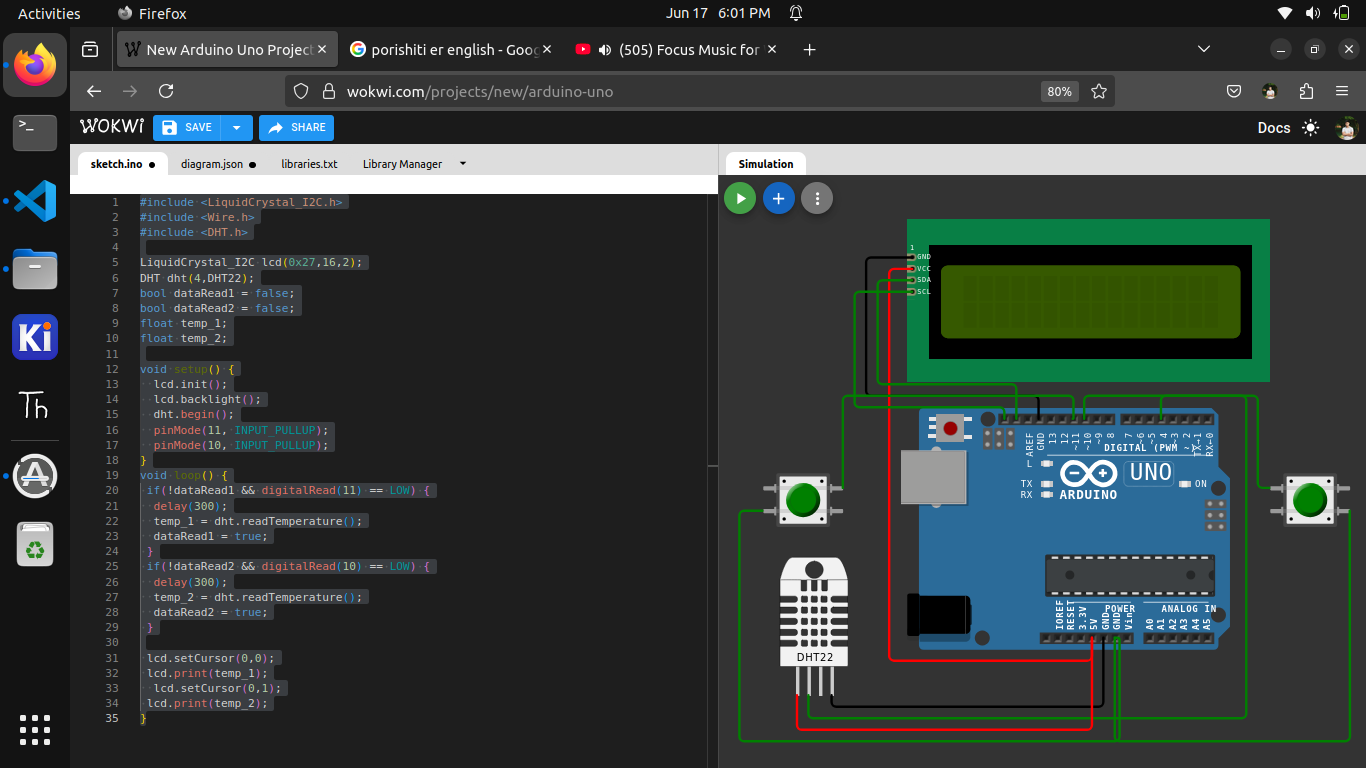 Activities
Firefox
Jun 17 6:01 PM
New Arduino Uno Project
porishiti er english - Goog
(505) Focus Music for
wokwi.com/projects/new/arduino-uno
80%
WOKWi
SAVE
SHARE
Docs
sketch.ino
diagram.json
libraries.txt
Library Manager
Simulation
1 #include <LiquidCrystal_I2C.h>
2 #include <Wire.h>
3 #include <DHT.h>
4
5 LiquidCrystal_I2C lcd(0x27,16,2);
6 DHT dht(4,DHT22);
7 bool dataRead1 = false;
8 bool dataRead2 = false;
9 float temp_1;
10 float temp_2;
11
12 void setup() {
13 lcd.init();
14 lcd.backlight();
15 dht.begin();
16 pinMode(11, INPUT_PULLUP);
17 pinMode(10, INPUT_PULLUP);
18 }
19 void loop() {
20 if(!dataRead1 && digitalRead(11) == LOW) {
21 delay(300);
22 temp_1 = dht.readTemperature();
23 dataRead1 = true;
24 }
25 if(!dataRead2 && digitalRead(10) == LOW) {
26 delay(300);
27 temp_2 = dht.readTemperature();
28 dataRead2 = true;
29 }
30
31 lcd.setCursor(0,0);
32 lcd.print(temp_1);
33 lcd.setCursor(0,1);
34 lcd.print(temp_2);
35 }
Ki
Th
1
GND
VCC
SDA
SCL
AREF
GND
13
12
~11
~10
~9
8
7
~6
~5
4
~3
2
TX→1
RX←0
DIGITAL (PWM ~)
L
TX
RX
ARDUINO
UNO
ON
IOREF
RESET
3.3V
5V
GND
GND
Vin
POWER
ANALOG IN
A0
A1
A2
A3
A4
A5
DHT22